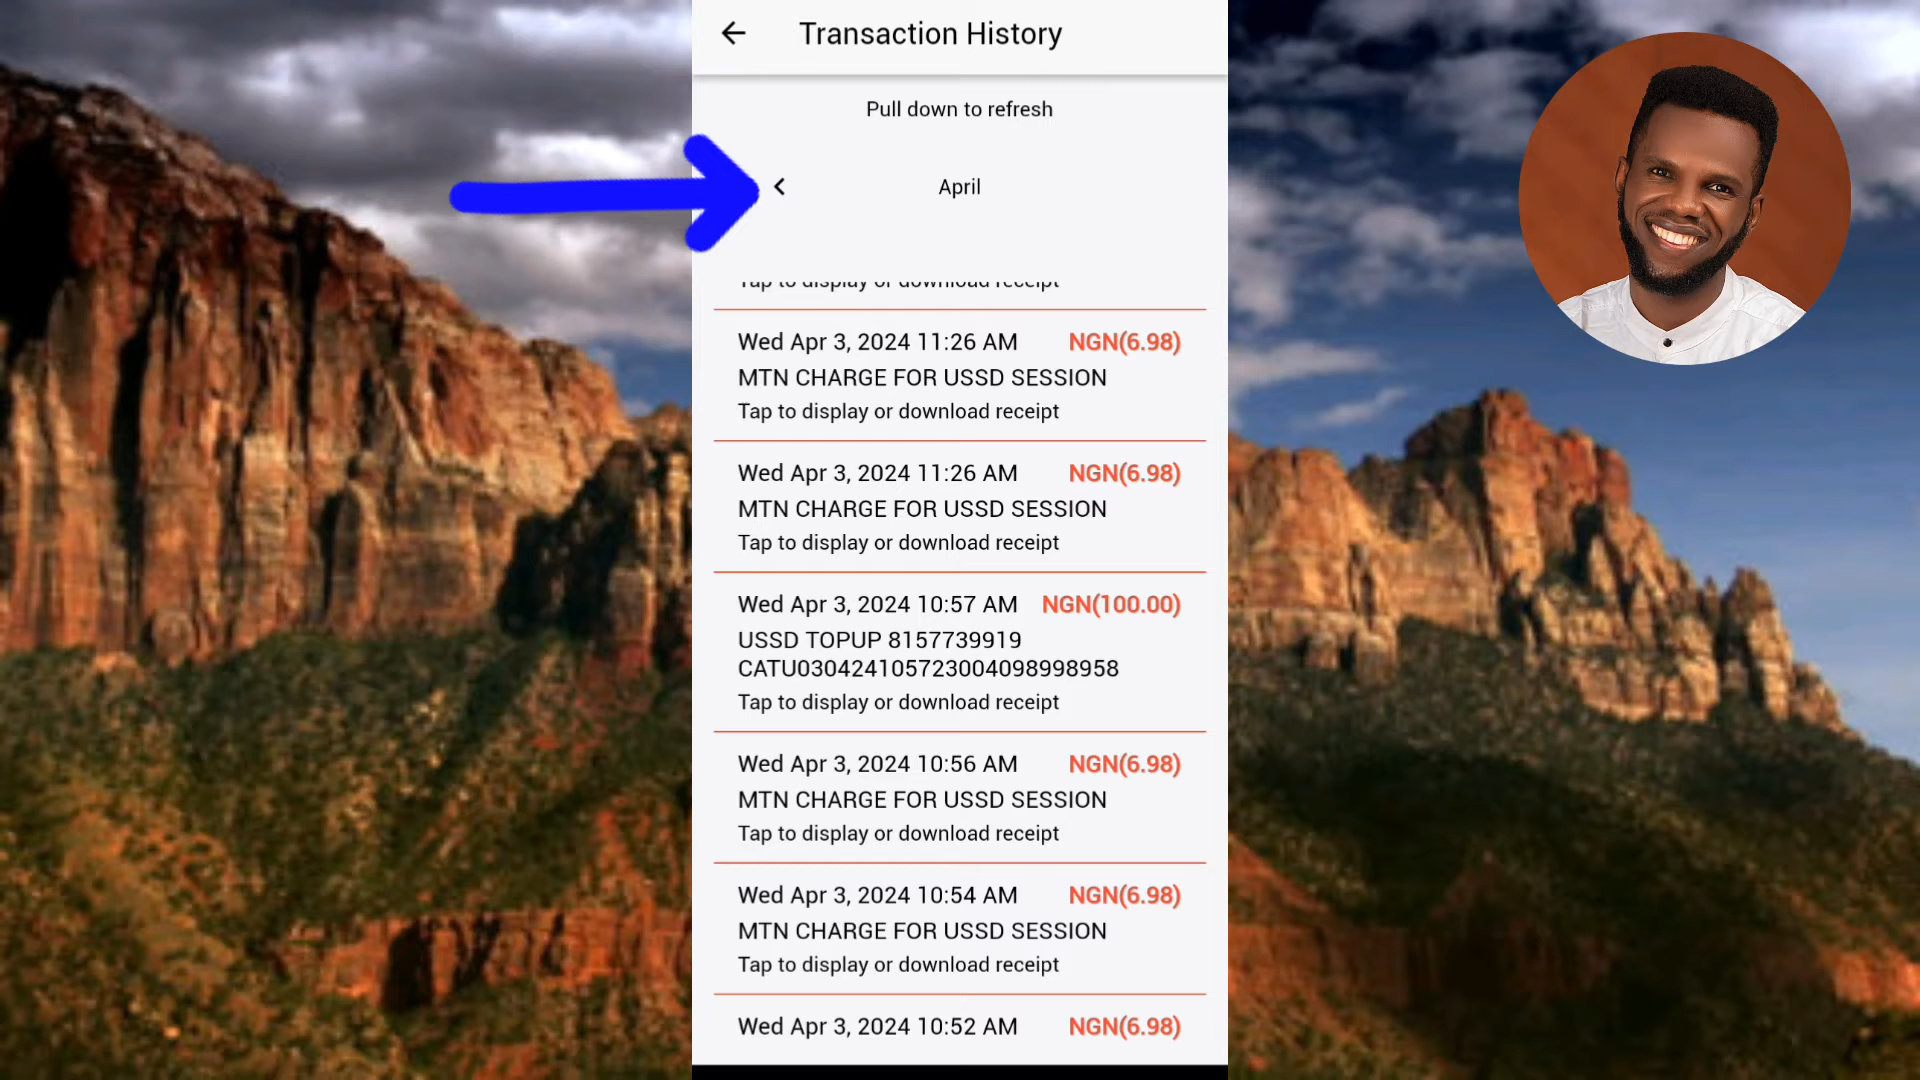 Transaction History
Pull down to refresh
April
Tap to display or download receipt
Wed Apr 3, 2024 11:26 AM NGN(6.98)
MTN CHARGE FOR USSD SESSION
Tap to display or download receipt
Wed Apr 3, 2024 11:26 AM NGN(6.98)
MTN CHARGE FOR USSD SESSION
Tap to display or download receipt
Wed Apr 3, 2024 10:57 AM NGN(100.00)
USSD TOPUP 8157739919
CATU030424105723004098998958
Tap to display or download receipt
Wed Apr 3, 2024 10:56 AM NGN(6.98)
MTN CHARGE FOR USSD SESSION
Tap to display or download receipt
Wed Apr 3, 2024 10:54 AM NGN(6.98)
MTN CHARGE FOR USSD SESSION
Tap to display or download receipt
Wed Apr 3, 2024 10:52 AM NGN(6.98)